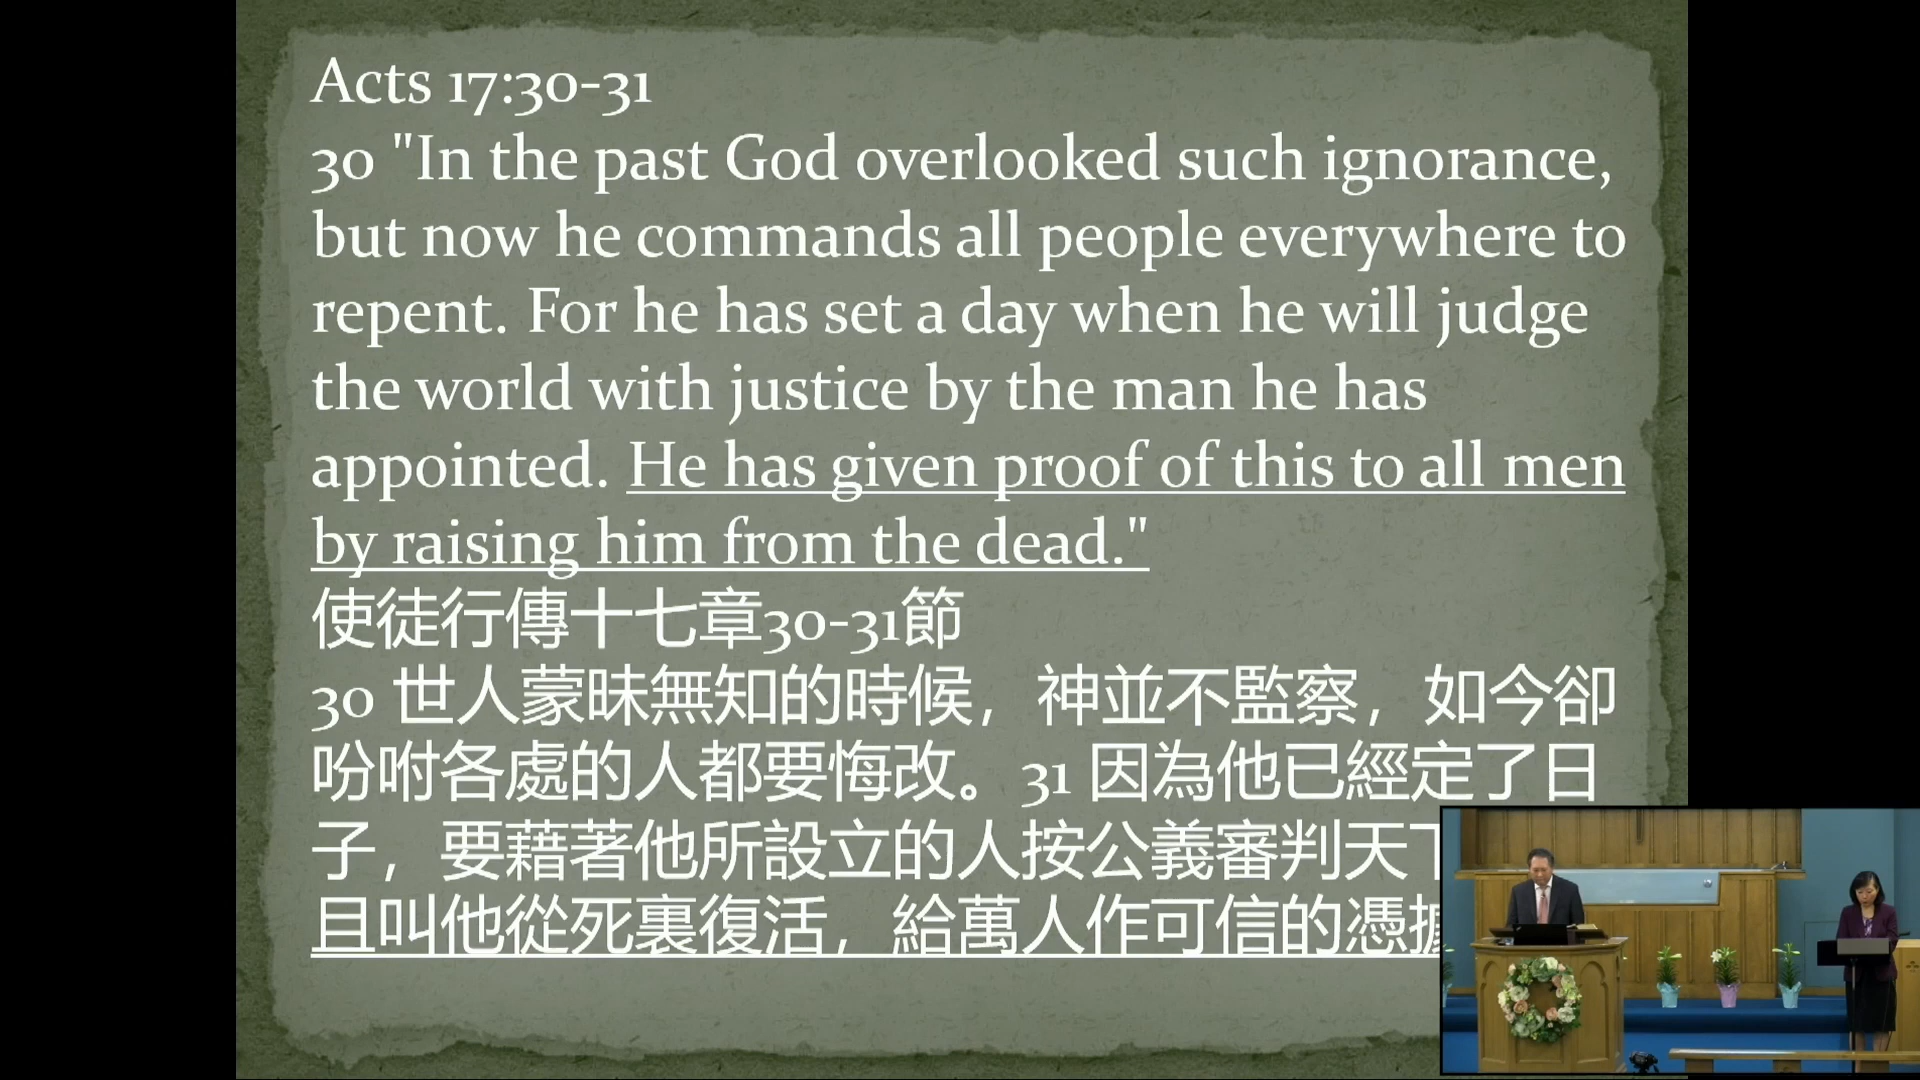 Acts 17:30-31
30 "In the past God overlooked such ignorance,
but now he commands all people everywhere to
repent. For he has set a day when he will judge
the world with justice by the man he has
appointed. He has given proof of this to all men
by raising him from the dead."
使徒行傳十七章30-31節
30 世人蒙昧無知的時候，神並不監察，如今卻
吩咐各處的人都要悔改。31 因為他已經定了日
子，要藉著他所設立的人按公義審判天
且叫他從死裏復活，給萬人作可信的憑